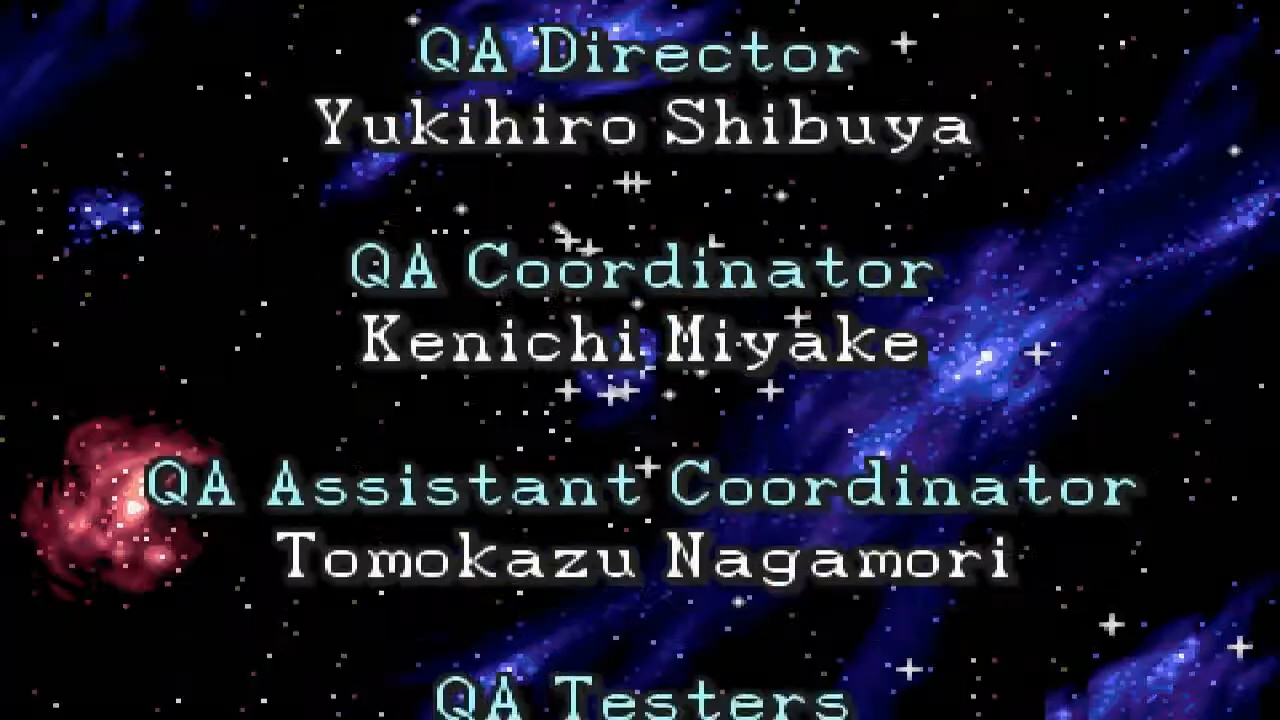 QA Director
Yukihiro Shibuya
QA Coordinator
Kenichi Miyake
QA Assistant Coordinator
Tomokazu Nagamori
QA Testers